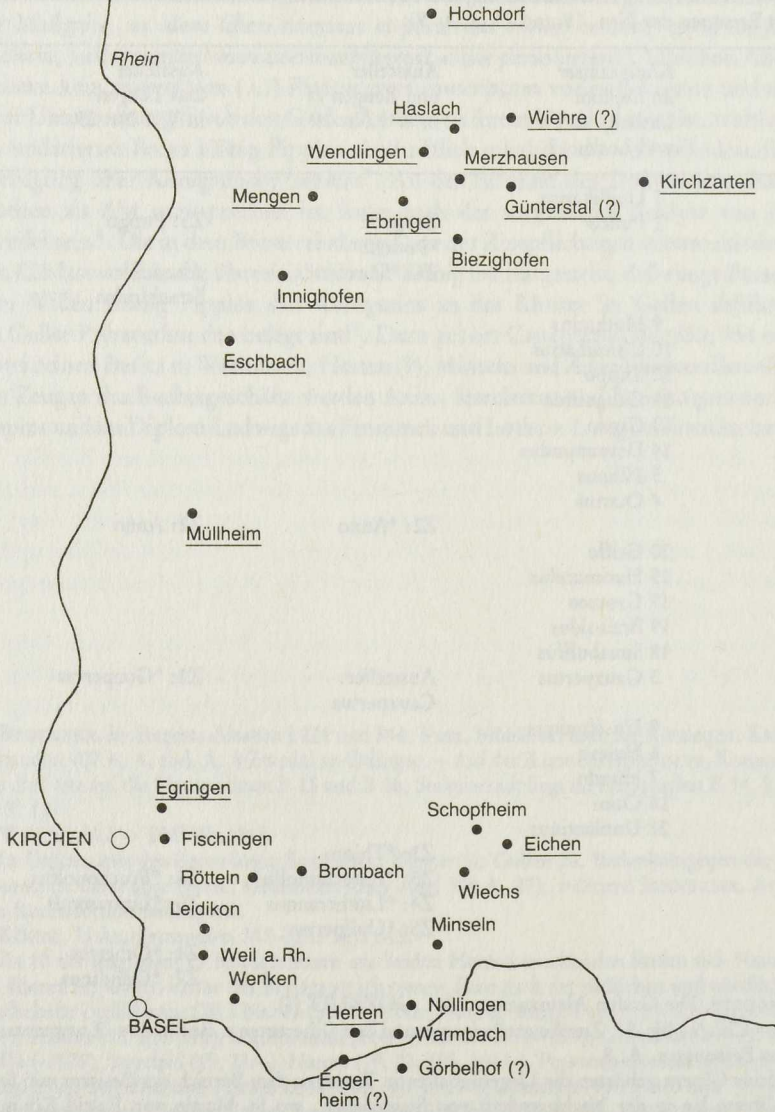 Hochdorf
Rhein
Haslach
Wiehre (?)
Wendlingen
Merzhausen
Kirchzarten
Mengen
Günterstal (?)
Ebringen
Biezighofen
Innighofen
Eschbach
Müllheim
Egringen
Schopfheim
KIRCHEN
Fischingen
Eichen
Rötteln
Brombach
Wiechs
Leidikon
Minseln
Weil a. Rh.
Wenken
BASEL
Nollingen
Herten
Warmbach
Görbelhof (?)
Engen-
heim (?)